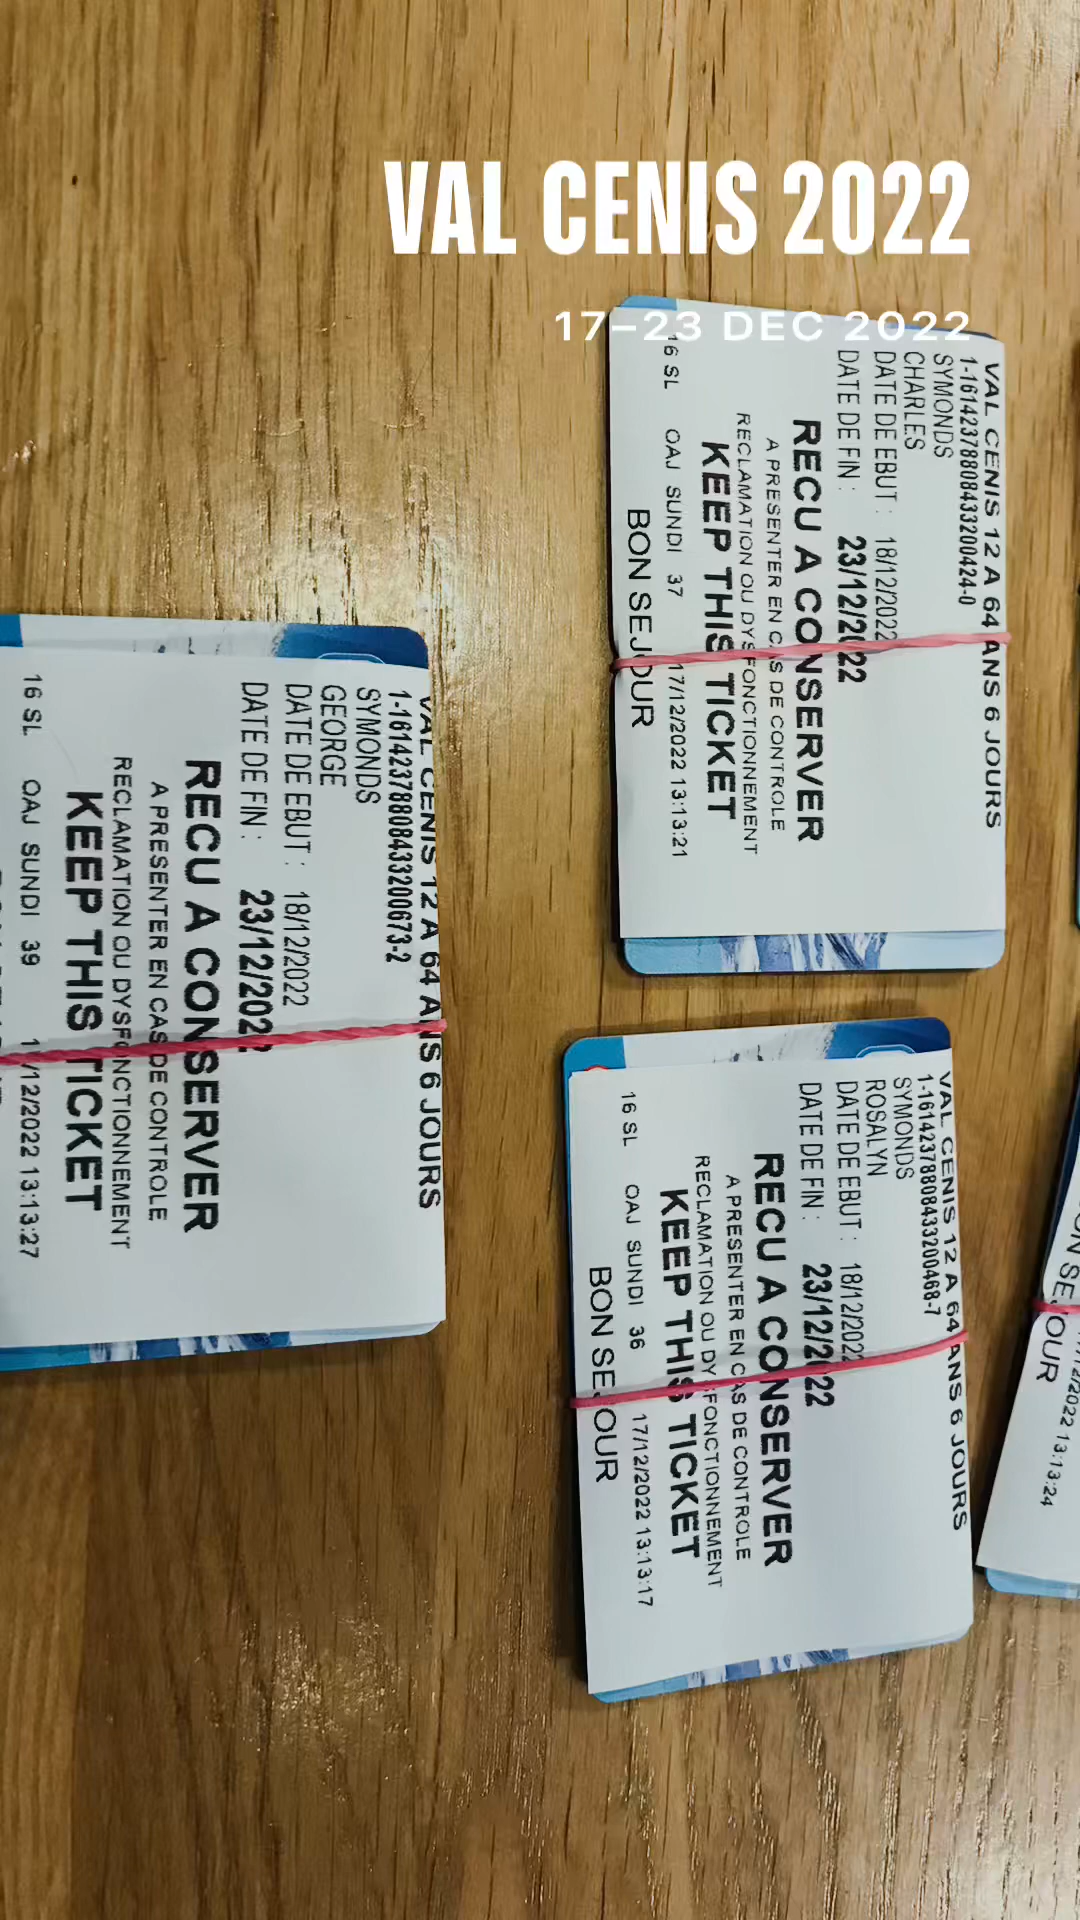 VAL CENIS 2022
17-23 DEC 2022
VAL CENIS 12 A 64 ANS 6 JOURS
1-16142378808433200424-0
SYMONDS
CHARLES
DATE DE EBUT : 18/12/2022
DATE DE FIN : 23/12/2022
RECU A CONSERVER
A PRESENTER EN CAS DE CONTROLE
RECLAMATION OU DYSFONCTIONNEMENT
KEEP THIS TICKET
16 SL OAJ SUNDI 37 17/12/2022 13:13:21
BON SEJOUR
VAL CENIS 12 A 64 ANS 6 JOURS
1-16142378808433200673-2
SYMONDS
GEORGE
DATE DE EBUT : 18/12/2022
DATE DE FIN : 23/12/2022
RECU A CONSERVER
A PRESENTER EN CAS DE CONTROLE
RECLAMATION OU DYSFONCTIONNEMENT
KEEP THIS TICKET
16 SL OAJ SUNDI 39 17/12/2022 13:13:27
VAL CENIS 12 A 64 ANS 6 JOURS
1-16142378808433200468-7
SYMONDS
ROSALYN
DATE DE EBUT : 18/12/2022
DATE DE FIN : 23/12/2022
RECU A CONSERVER
A PRESENTER EN CAS DE CONTROLE
RECLAMATION OU DYSFONCTIONNEMENT
KEEP THIS TICKET
16 SL OAJ SUNDI 36 17/12/2022 13:13:17
BON SEJOUR
/12/2022 13:13:24
ON SEJOUR